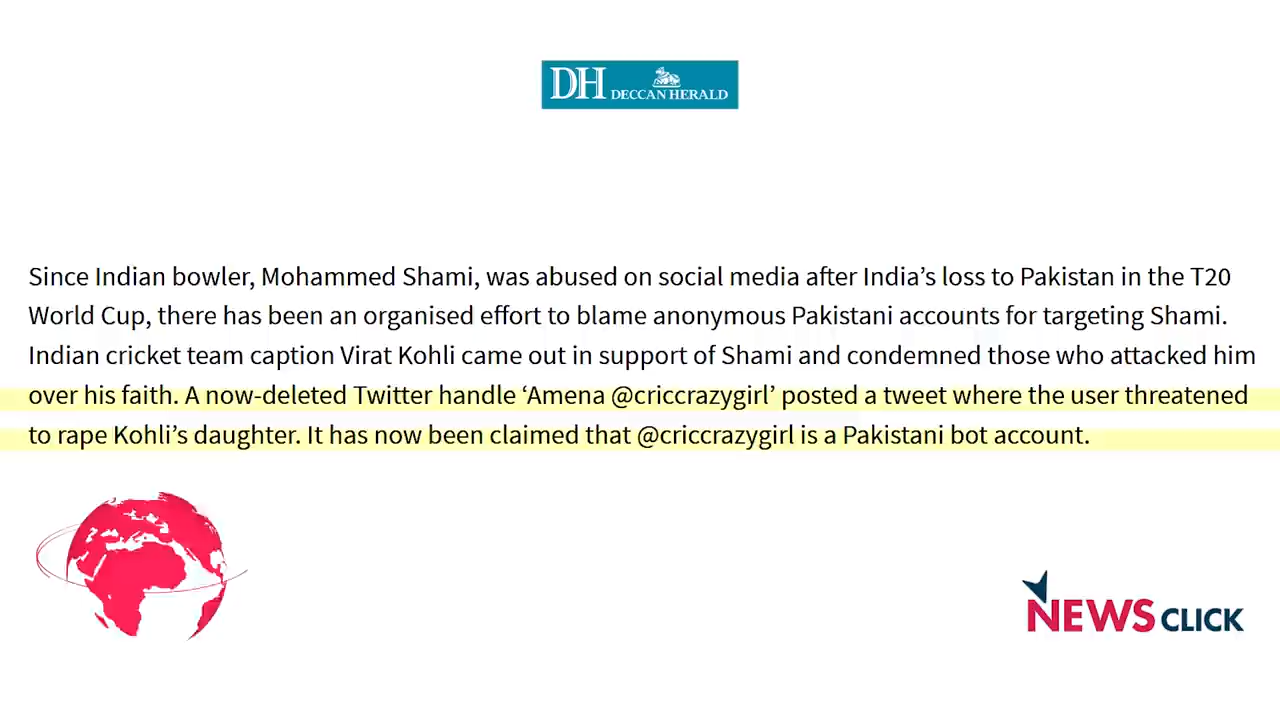 DH DECCAN HERALD
Since Indian bowler, Mohammed Shami, was abused on social media after India’s loss to Pakistan in the T20
World Cup, there has been an organised effort to blame anonymous Pakistani accounts for targeting Shami.
Indian cricket team caption Virat Kohli came out in support of Shami and condemned those who attacked him
over his faith. A now-deleted Twitter handle ‘Amena @criccrazygirl’ posted a tweet where the user threatened
to rape Kohli’s daughter. It has now been claimed that @criccrazygirl is a Pakistani bot account.
NEWS CLICK